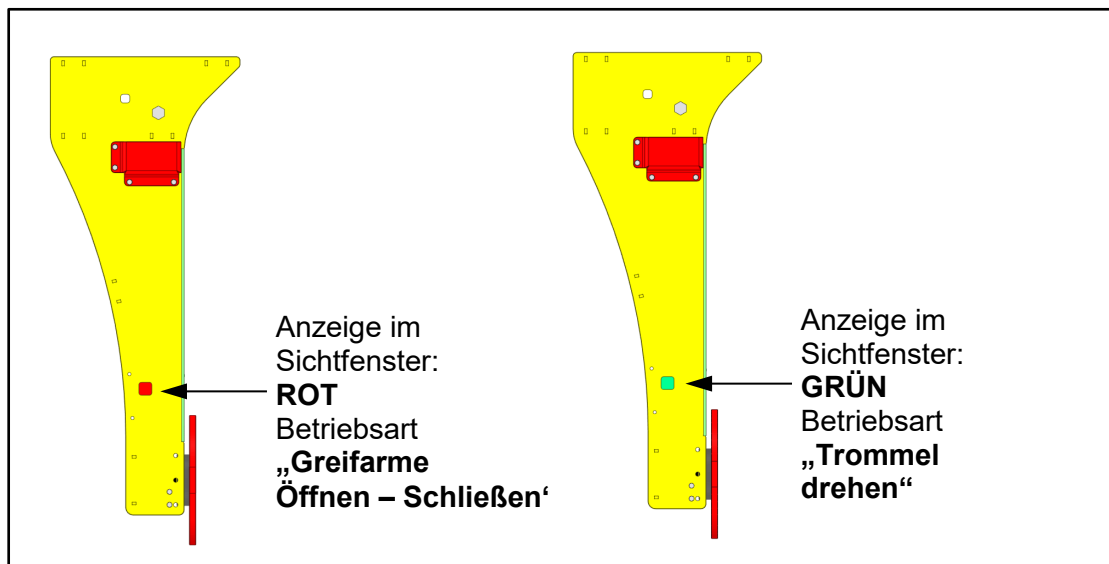 Anzeige im
Sichtfenster:
ROT
Betriebsart
„Greifarme
Öffnen – Schließen‘
Anzeige im
Sichtfenster:
GRÜN
Betriebsart
„Trommel
drehen“